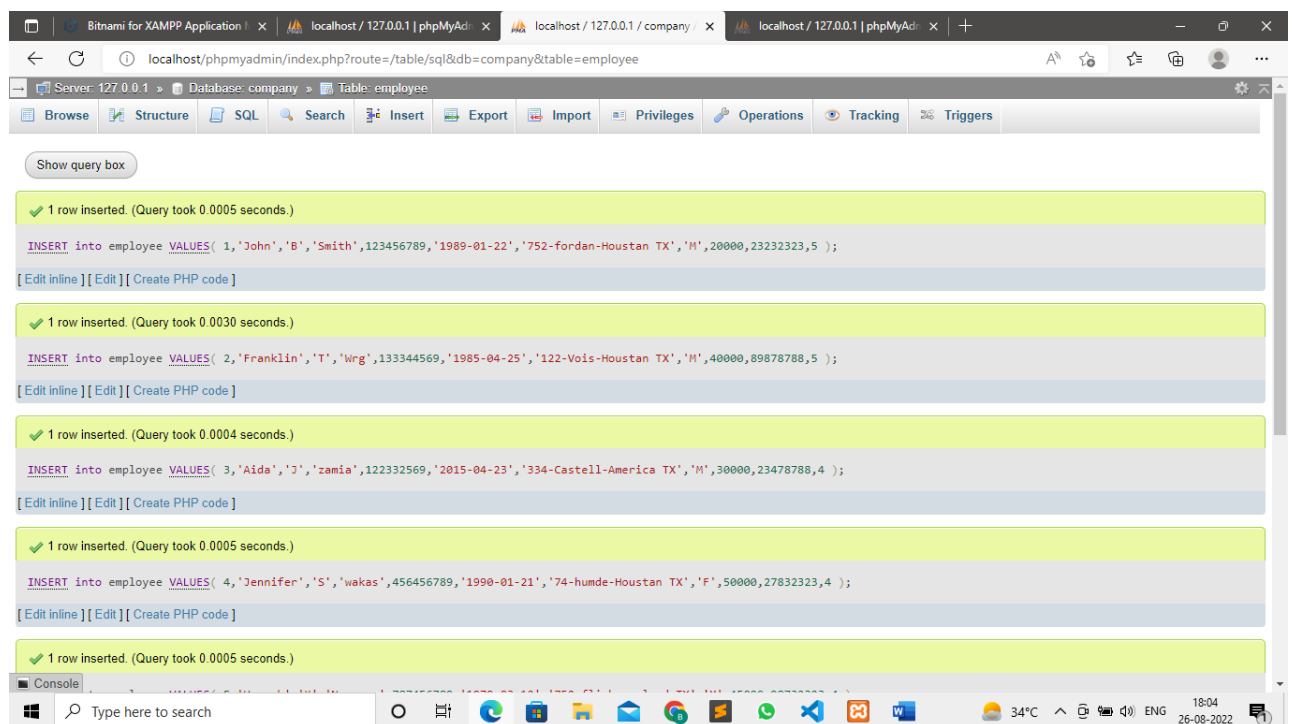 Bitnami for XAMPP Application localhost / 127.0.0.1 | phpMyAdn localhost / 127.0.0.1 / company / localhost / 127.0.0.1 | phpMyAdn
localhost/phpmyadmin/index.php?route=/table/sql&db=company&table=employee
Server: 127.0.0.1 » Database: company » Table: employee
Browse Structure SQL Search Insert Export Import Privileges Operations Tracking Triggers
Show query box
1 row inserted. (Query took 0.0005 seconds.)
INSERT into employee VALUES( 1,'John','B','Smith',123456789,'1989-01-22','752-fordan-Houstan TX','M',20000,23232323,5 );
[ Edit inline ] [ Edit ] [ Create PHP code ]
1 row inserted. (Query took 0.0030 seconds.)
INSERT into employee VALUES( 2,'Franklin','T','Wrg',133344569,'1985-04-25','122-Vois-Houstan TX','M',40000,89878788,5 );
[ Edit inline ] [ Edit ] [ Create PHP code ]
1 row inserted. (Query took 0.0004 seconds.)
INSERT into employee VALUES( 3,'Aida','J','zamia',122332569,'2015-04-23','334-Castell-America TX','M',30000,23478788,4 );
[ Edit inline ] [ Edit ] [ Create PHP code ]
1 row inserted. (Query took 0.0005 seconds.)
INSERT into employee VALUES( 4,'Jennifer','S','wakas',456456789,'1990-01-21','74-humde-Houstan TX','F',50000,27832323,4 );
[ Edit inline ] [ Edit ] [ Create PHP code ]
1 row inserted. (Query took 0.0005 seconds.)
Console
Type here to search
34°C ENG 18:04
26-08-2022